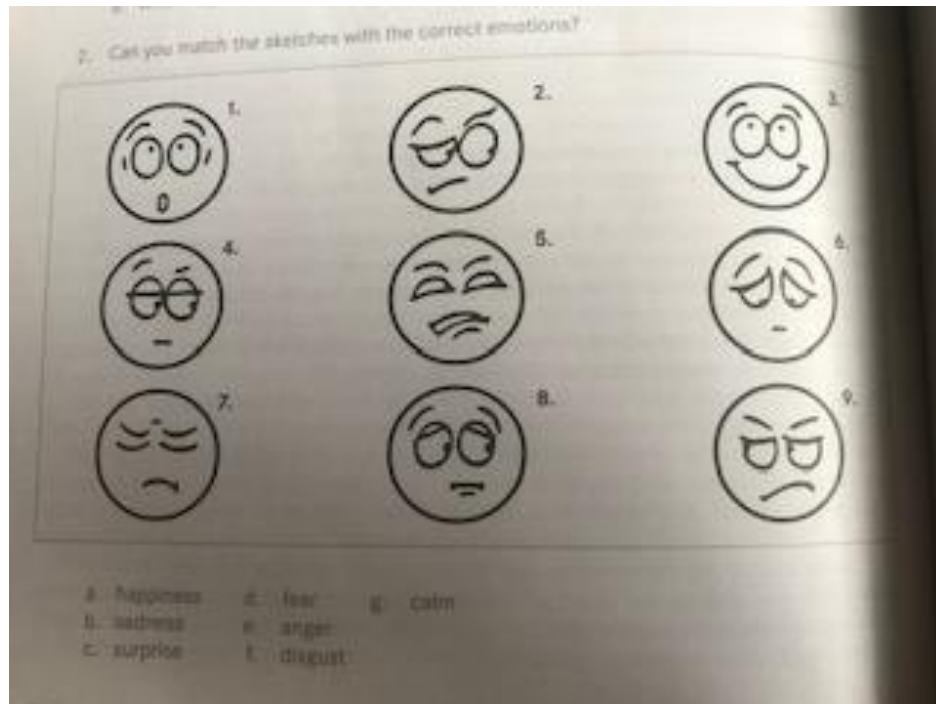 2. Can you match the sketches with the correct emotions?
1. 2. 3.
4. 5. 6.
7. 8. 9.
a. happiness d. fear g. calm
b. sadness e. anger
c. surprise f. disgust